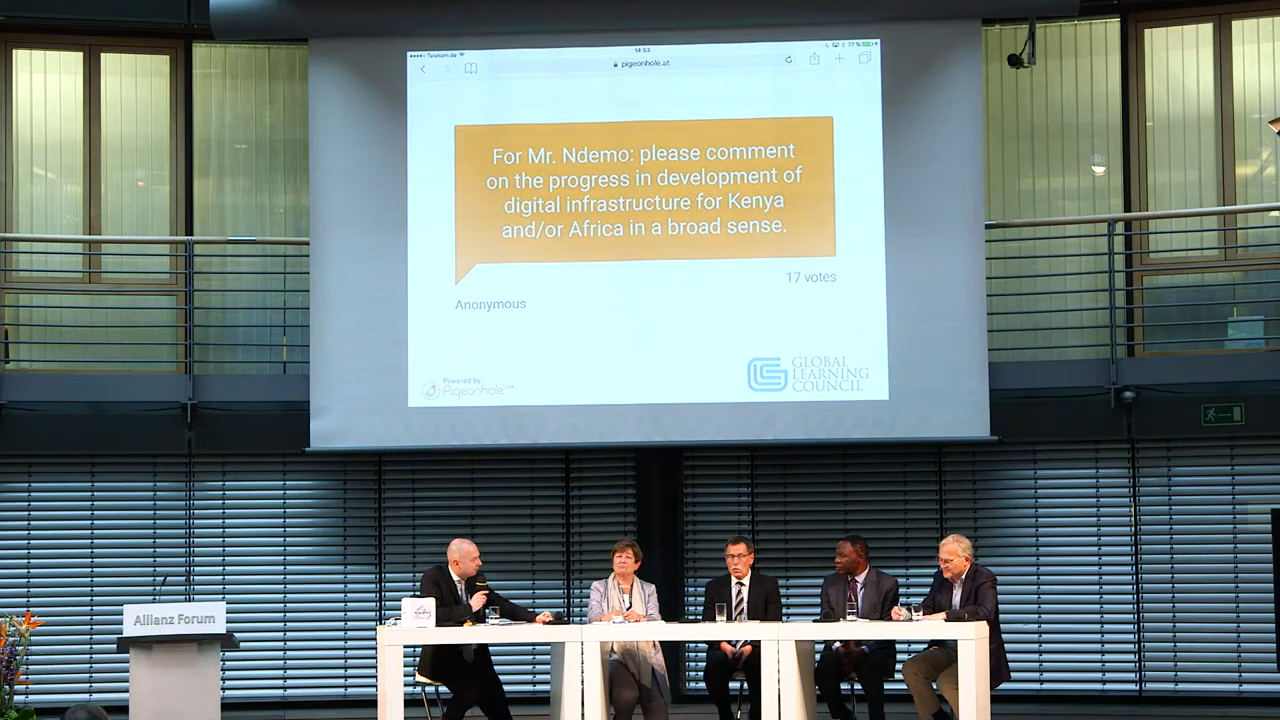 Telekom.de
14:53
77 %
pigeonhole.at
For Mr. Ndemo: please comment
on the progress in development of
digital infrastructure for Kenya
and/or Africa in a broad sense.
17 votes
Anonymous
Powered by:
Pigeonhole Live
GLOBAL
LEARNING
COUNCIL
Allianz Forum